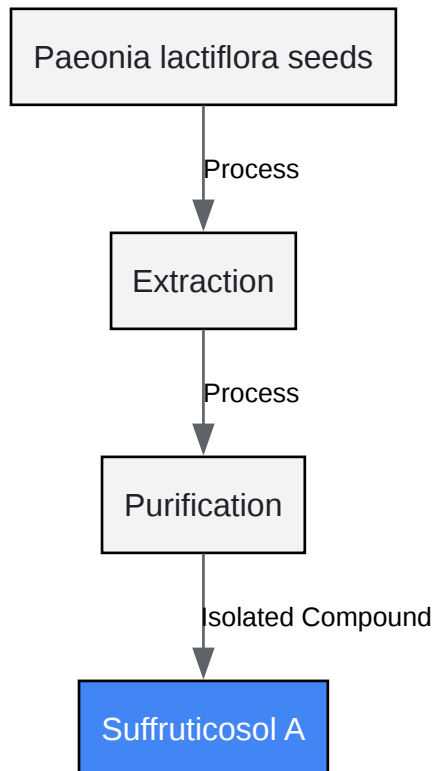 Paeonia lactiflora seeds
Process
Extraction
Process
Purification
Isolated Compound
Suffruticosol A